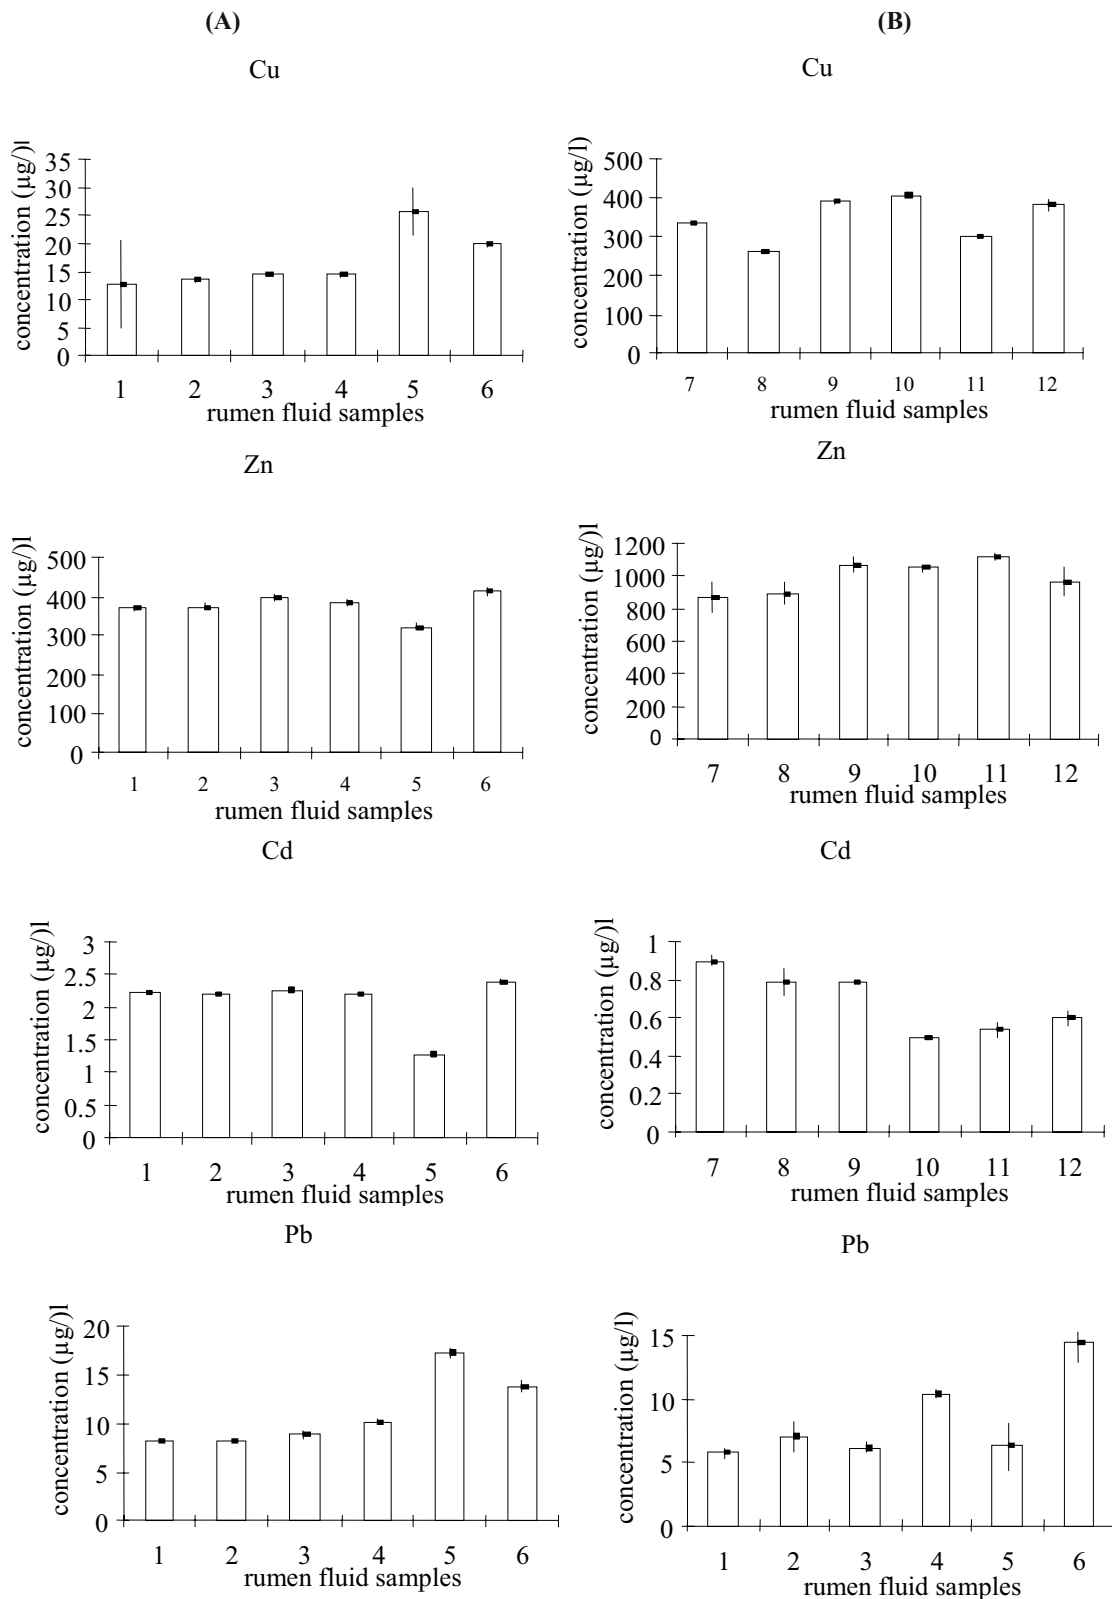 (A) (B)
Cu
concentration (µg/)l
35
30
25
20
15
10
5
0
1 2 3 4 5 6
rumen fluid samples
Cu
concentration (µg/l)
500
400
300
200
100
0
7 8 9 10 11 12
rumen fluid samples
Zn
concentration (µg/)l
500
400
300
200
100
0
1 2 3 4 5 6
rumen fluid samples
Zn
concentration (µg/)l
1200
1000
800
600
400
200
0
7 8 9 10 11 12
rumen fluid samples
Cd
concentration (µg/)l
3
2.5
2
1.5
1
0.5
0
1 2 3 4 5 6
rumen fluid samples
Cd
concentration (µg/)l
1
0.8
0.6
0.4
0.2
0
7 8 9 10 11 12
rumen fluid samples
Pb
concentration (µg/)l
20
15
10
5
0
1 2 3 4 5 6
rumen fluid samples
Pb
concentration (µg/l)
15
10
5
0
1 2 3 4 5 6
rumen fluid samples